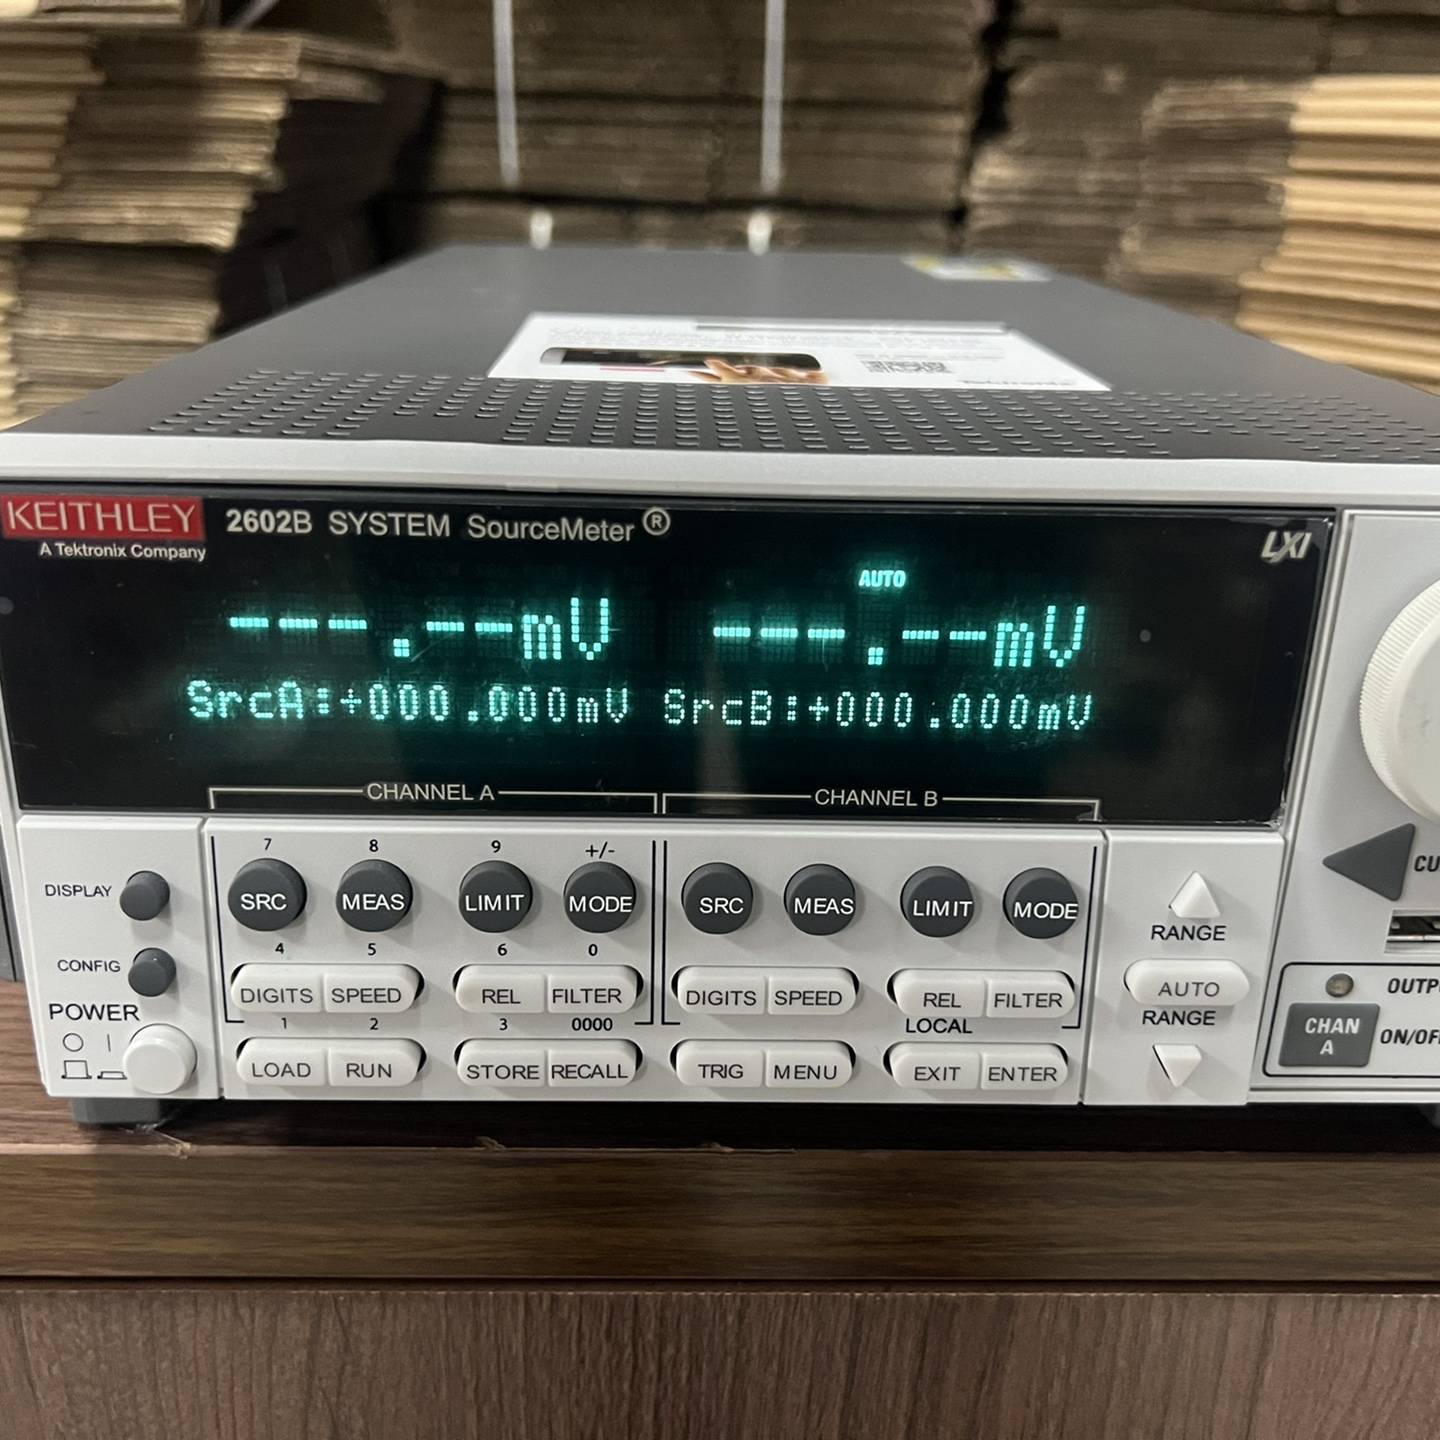 Tektronix
KEITHLEY
A Tektronix Company
2602B SYSTEM SourceMeter ®
LXI
AUTO
---.--mV ---.--mV
SrcA:+000.000mV SrcB:+000.000mV
CHANNEL A CHANNEL B
7 8 9 +/-
DISPLAY
SRC MEAS LIMIT MODE SRC MEAS LIMIT MODE
RANGE
4 5 6 0
CONFIG
DIGITS SPEED REL FILTER DIGITS SPEED REL FILTER
AUTO
POWER
1 2 3 0000
LOCAL
RANGE
LOAD RUN STORE RECALL TRIG MENU EXIT ENTER
CHAN
A